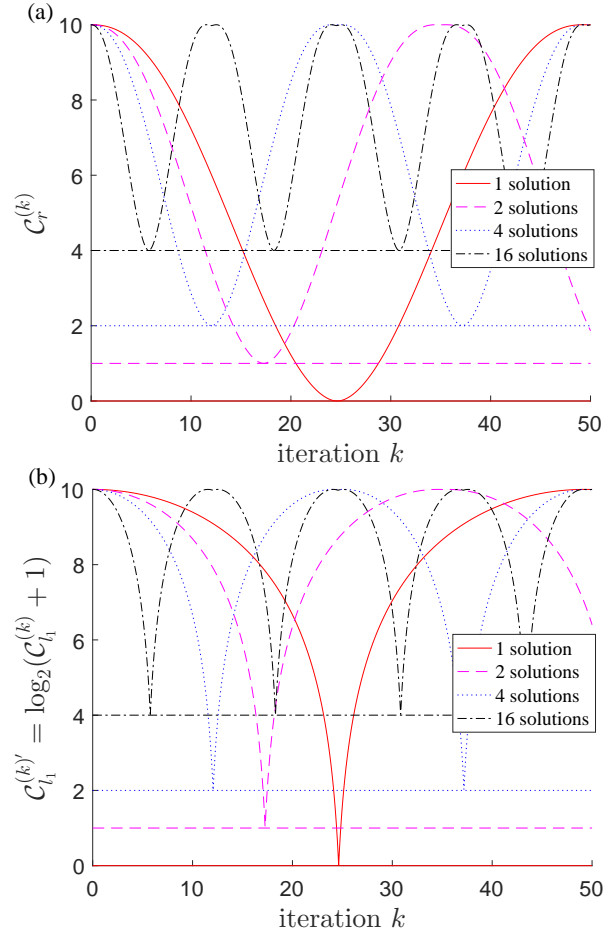 (a)
10
8
6
4
2
0
C_r^{(k)}
1 solution
2 solutions
4 solutions
16 solutions
0 10 20 30 40 50
iteration k
(b)
10
8
6
4
2
0
C_{l_1}^{(k)'} = log_2(C_{l_1}^{(k)} + 1)
1 solution
2 solutions
4 solutions
16 solutions
0 10 20 30 40 50
iteration k